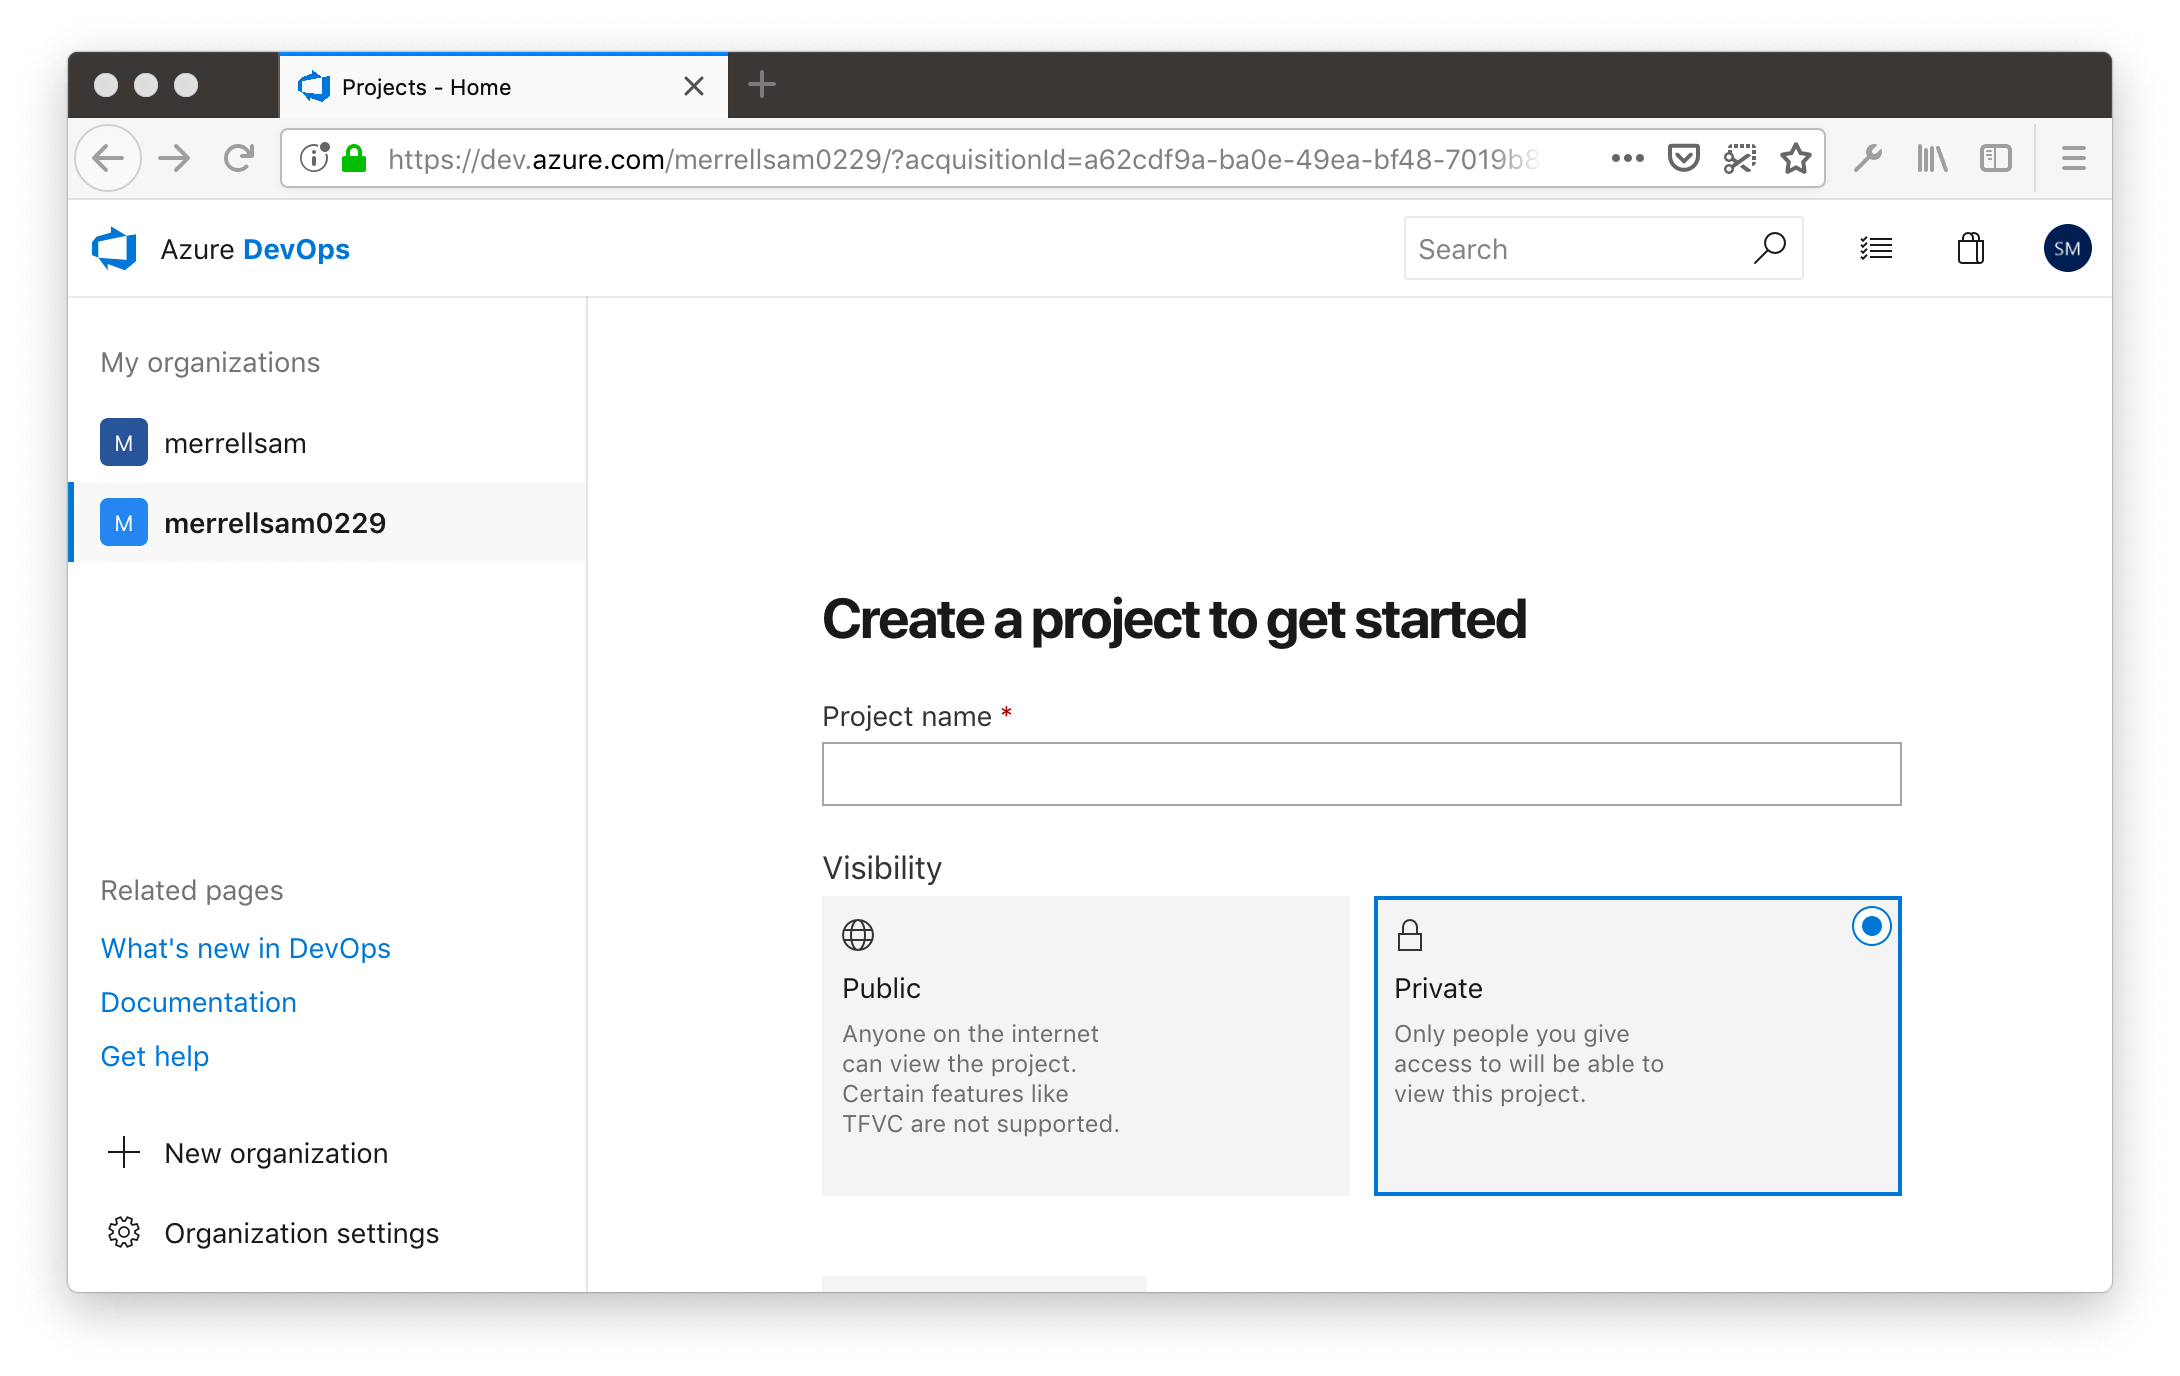 Projects - Home
https://dev.azure.com/merrellsam0229/?acquisitionId=a62cdf9a-ba0e-49ea-bf48-7019b8
Azure DevOps
Search
SM
My organizations
M merrellsam
M merrellsam0229
Related pages
What's new in DevOps
Documentation
Get help
New organization
Organization settings
Create a project to get started
Project name *
Visibility
Public
Anyone on the internet
can view the project.
Certain features like
TFVC are not supported.
Private
Only people you give
access to will be able to
view this project.